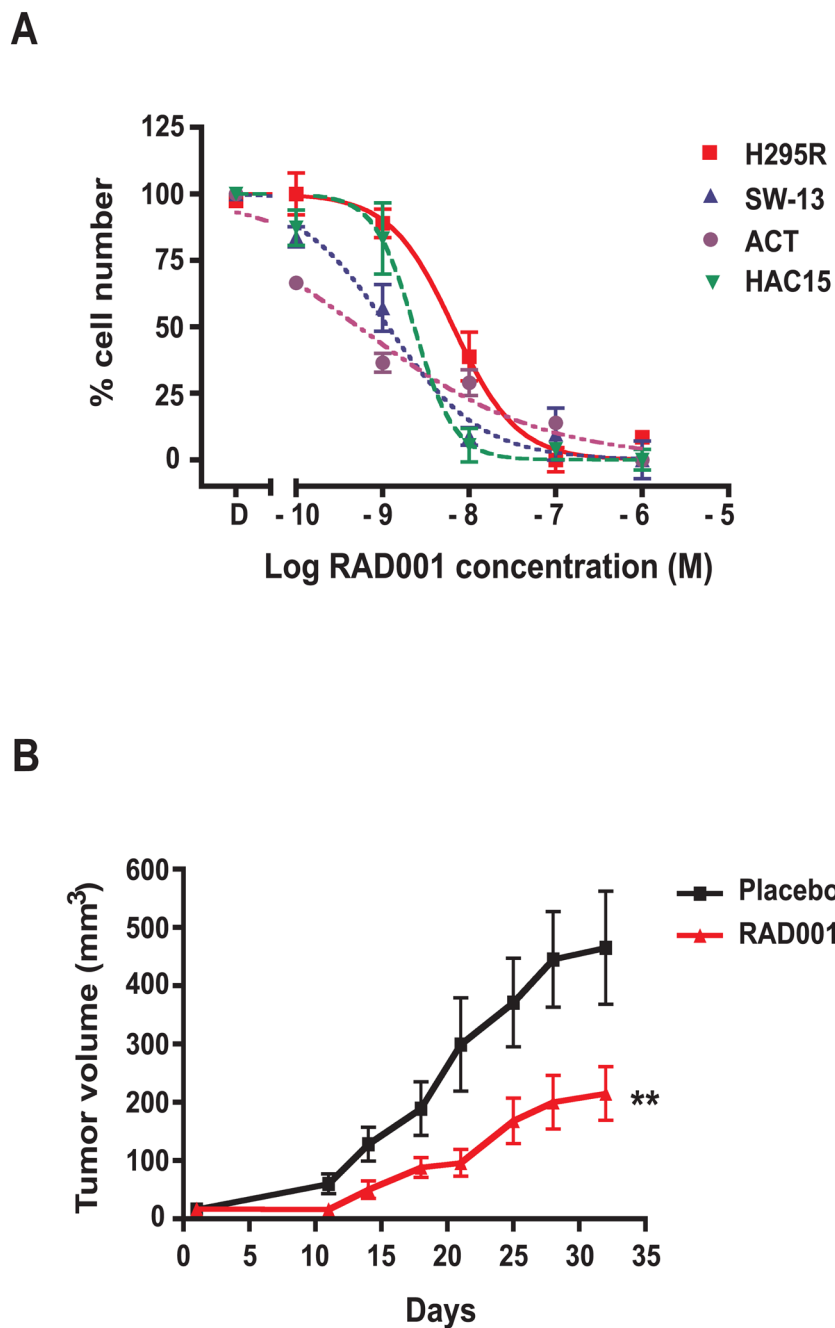 A
125
100
75
50
25
0
% cell number
D - 10 - 9 - 8 - 7 - 6 - 5
Log RAD001 concentration (M)
H295R
SW-13
ACT
HAC15
B
600
500
400
300
200
100
0
Tumor volume (mm³)
0 5 10 15 20 25 30 35
Days
Placebo
RAD001
**